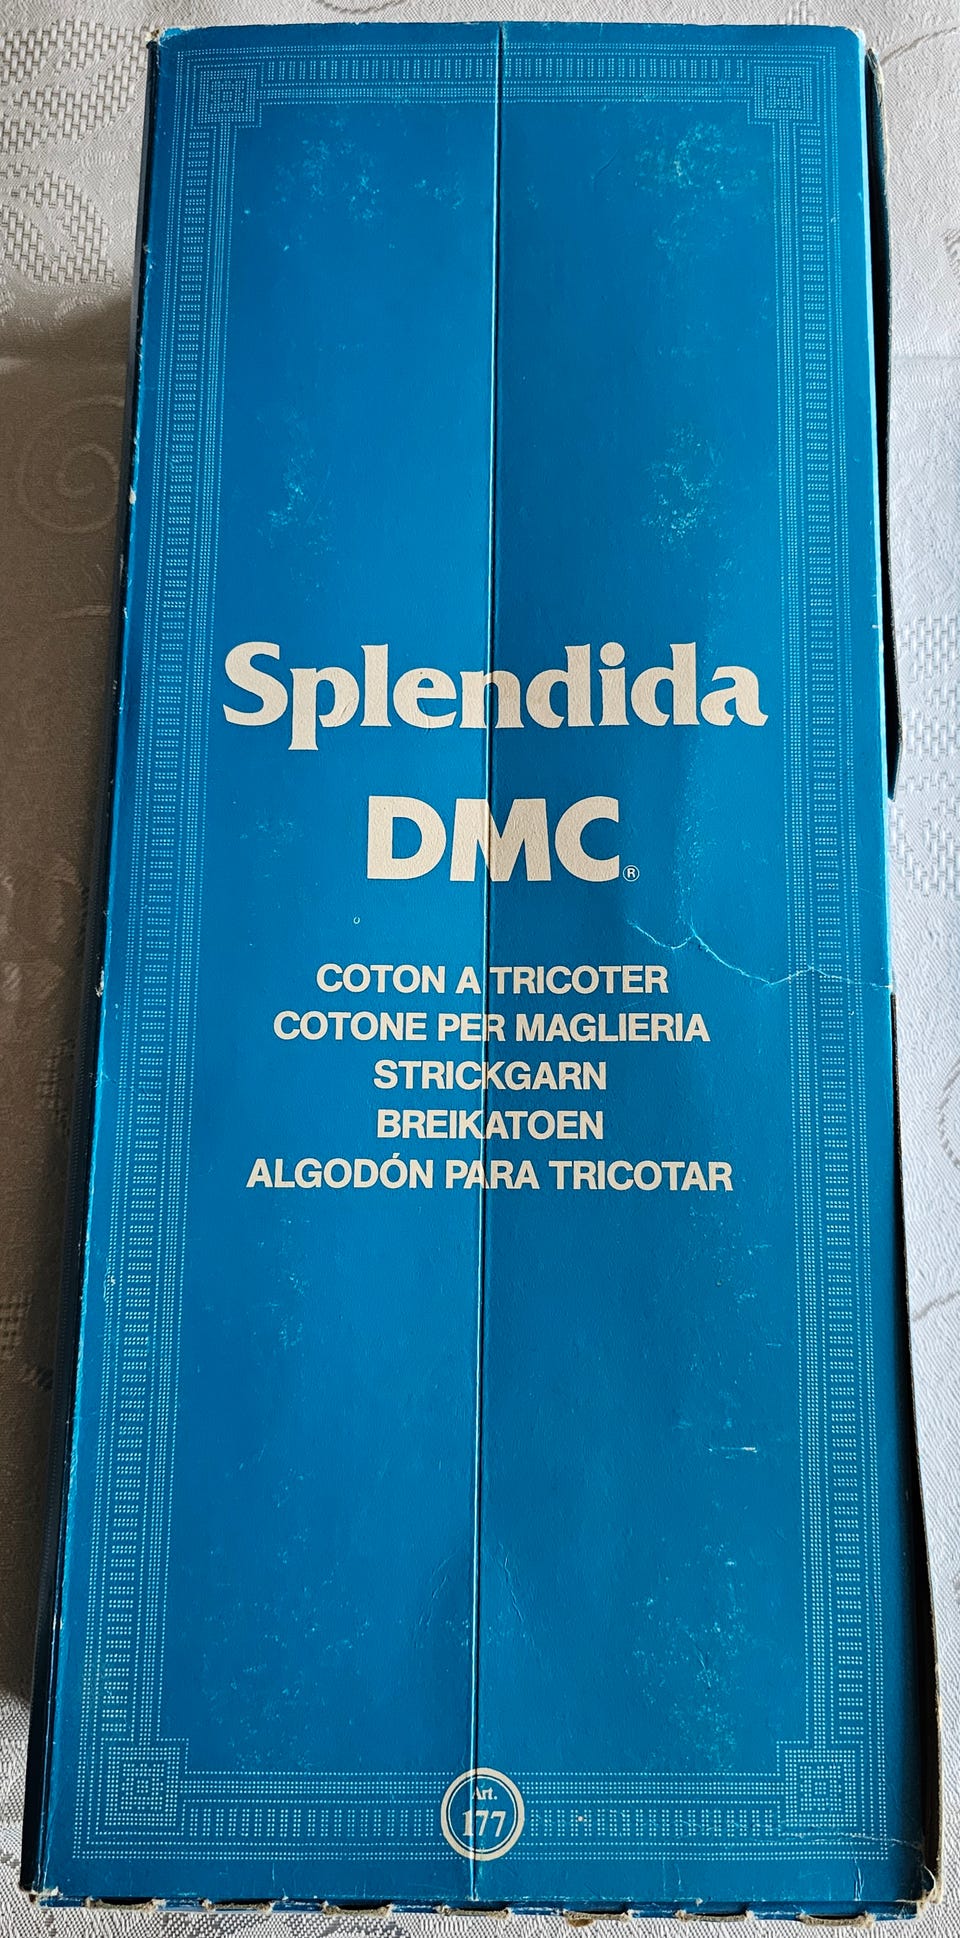 Splendida
DMC®
COTON A TRICOTER
COTONE PER MAGLIERIA
STRICKGARN
BREIKATOEN
ALGODÓN PARA TRICOTAR
Art.
177